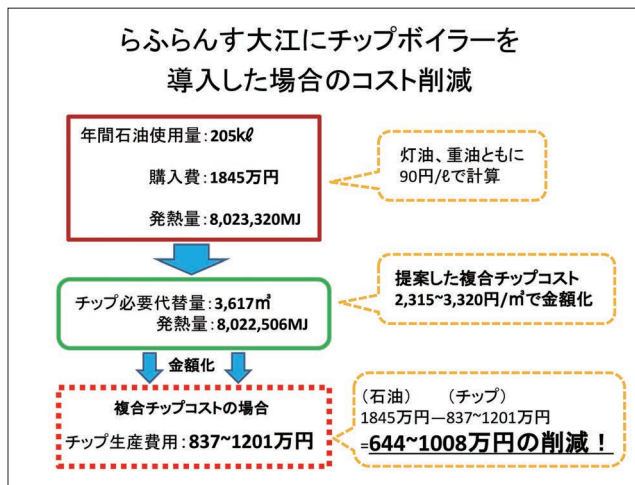 らふらんす大江にチップボイラーを
導入した場合のコスト削減
年間石油使用量:205kℓ
購入費:1845万円
発熱量:8,023,320MJ
灯油、重油ともに
90円/ℓで計算
チップ必要代替量:3,617㎥
発熱量:8,022,506MJ
提案した複合チップコスト
2,315~3,320円/㎥で金額化
金額化
複合チップコストの場合
チップ生産費用:837~1201万円
(石油) (チップ)
1845万円―837~1201万円
=644~1008万円の削減!